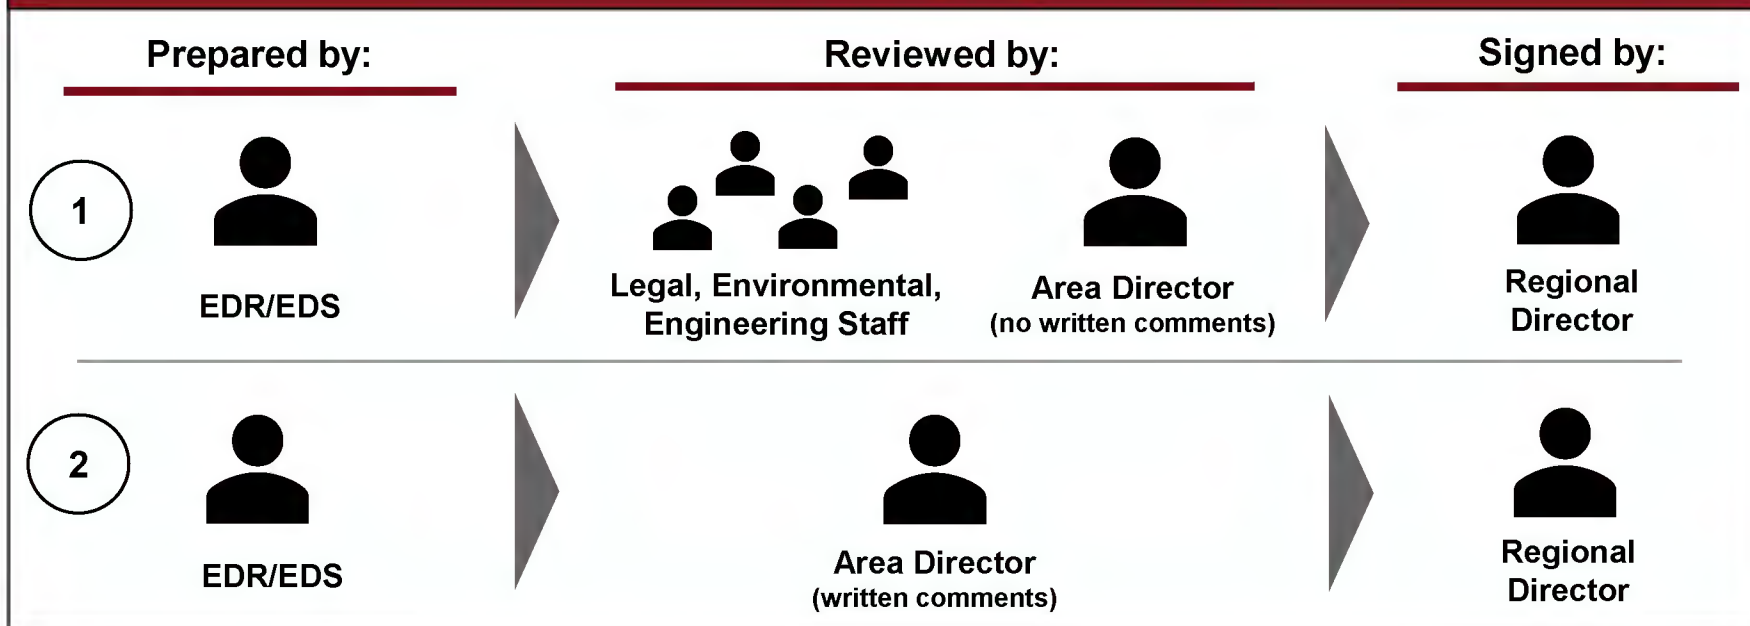 Prepared by:
Reviewed by:
Signed by:
1
EDR/EDS
Legal, Environmental,
Engineering Staff
Area Director
(no written comments)
Regional
Director
2
EDR/EDS
Area Director
(written comments)
Regional
Director